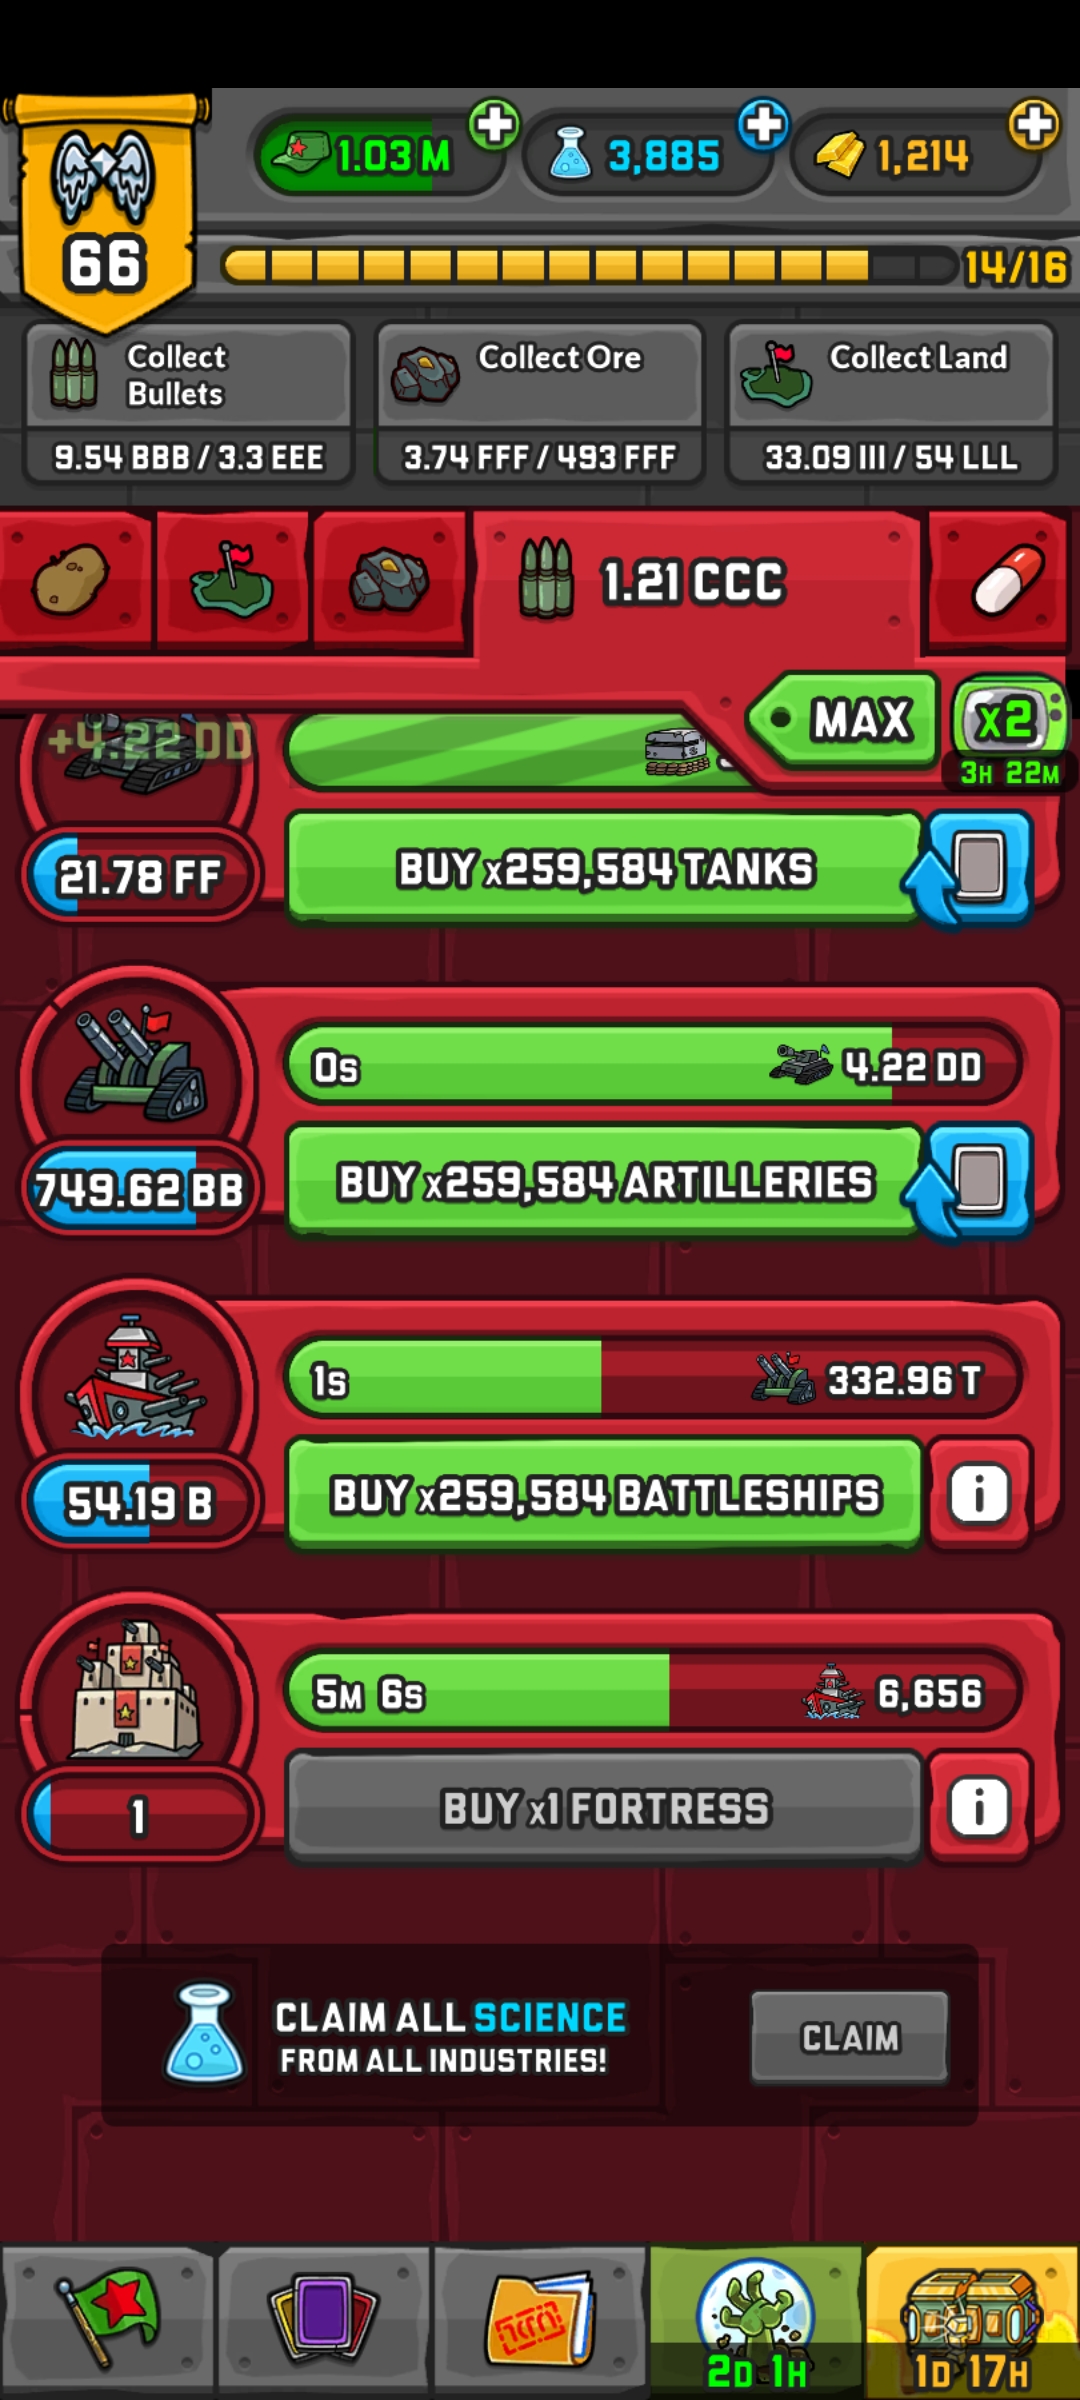 1.03 M
3,885
1,214
66
14/16
Collect
Bullets
Collect Ore
Collect Land
9.54 BBB / 3.3 EEE
3.74 FFF / 493 FFF
33.09 III / 54 LLL
1.21 CCC
MAX
x2
3H 22M
+4.22 DD
21.78 FF
BUY x259,584 TANKS
0s
4.22 DD
749.62 BB
BUY x259,584 ARTILLERIES
1s
332.96 T
54.19 B
BUY x259,584 BATTLESHIPS
i
5M 6s
6,656
1
BUY x1 FORTRESS
i
CLAIM ALL SCIENCE
FROM ALL INDUSTRIES!
CLAIM
2D 1H
1D 17H